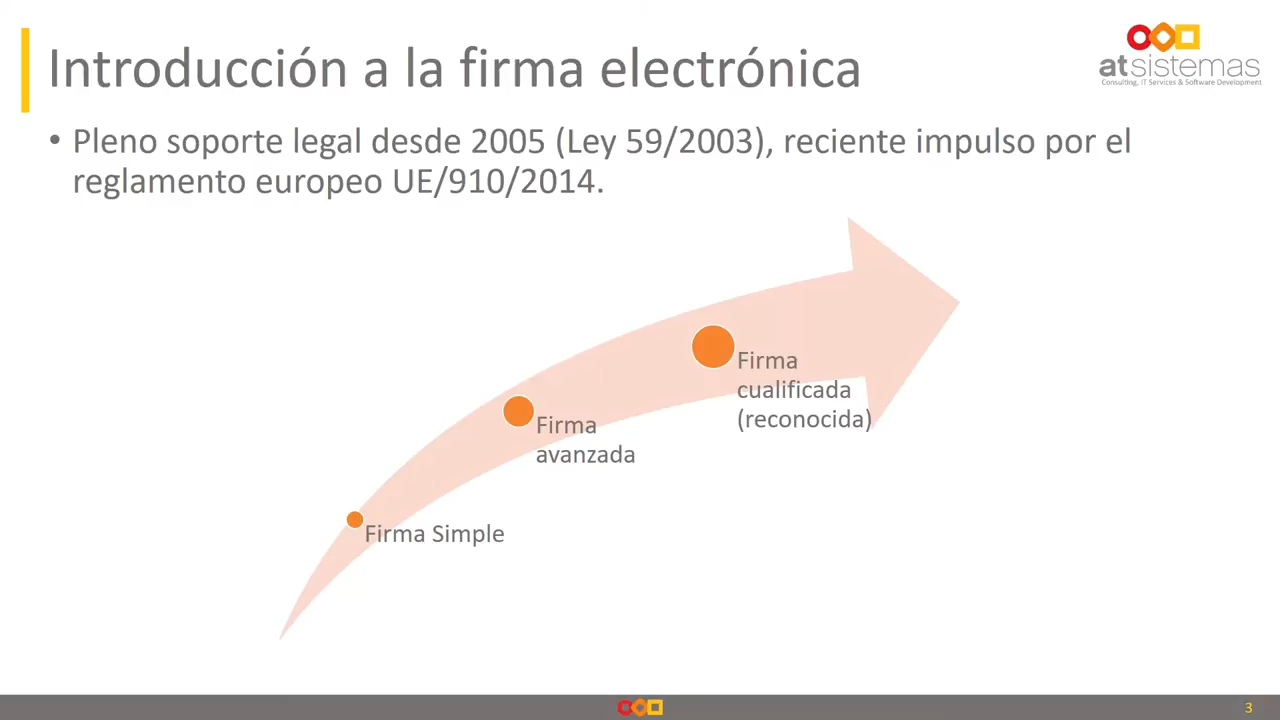 Introducción a la firma electrónica
atsistemas
Consulting, IT Services & Software Development
• Pleno soporte legal desde 2005 (Ley 59/2003), reciente impulso por el
reglamento europeo UE/910/2014.
Firma
cualificada
(reconocida)
Firma
avanzada
Firma Simple
3